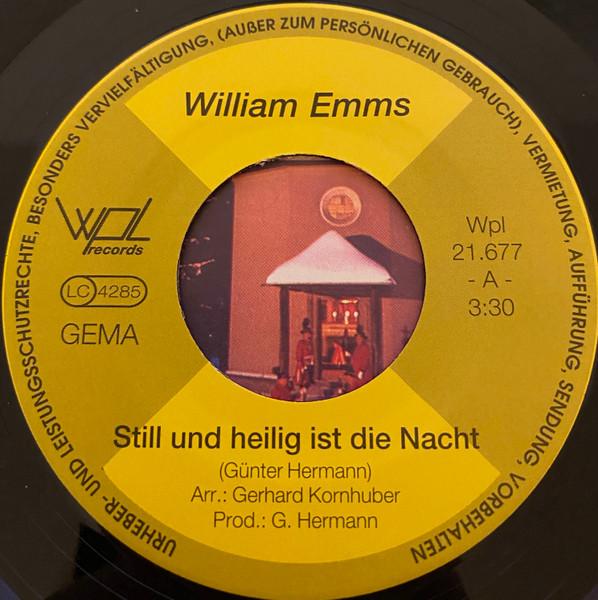 URHEBER- UND LEISTUNGSSCHUTZRECHTE, BESONDERS VERVIELFÄLTIGUNG, (AUßER ZUM PERSÖNLICHEN GEBRAUCH), VERMIETUNG, AUFFÜHRUNG, SENDUNG, VORBEHALTEN
William Emms
WPL
records
LC 4285
GEMA
Wpl
21.677
- A -
3:30
Still und heilig ist die Nacht
(Günter Hermann)
Arr.: Gerhard Kornhuber
Prod.: G. Hermann